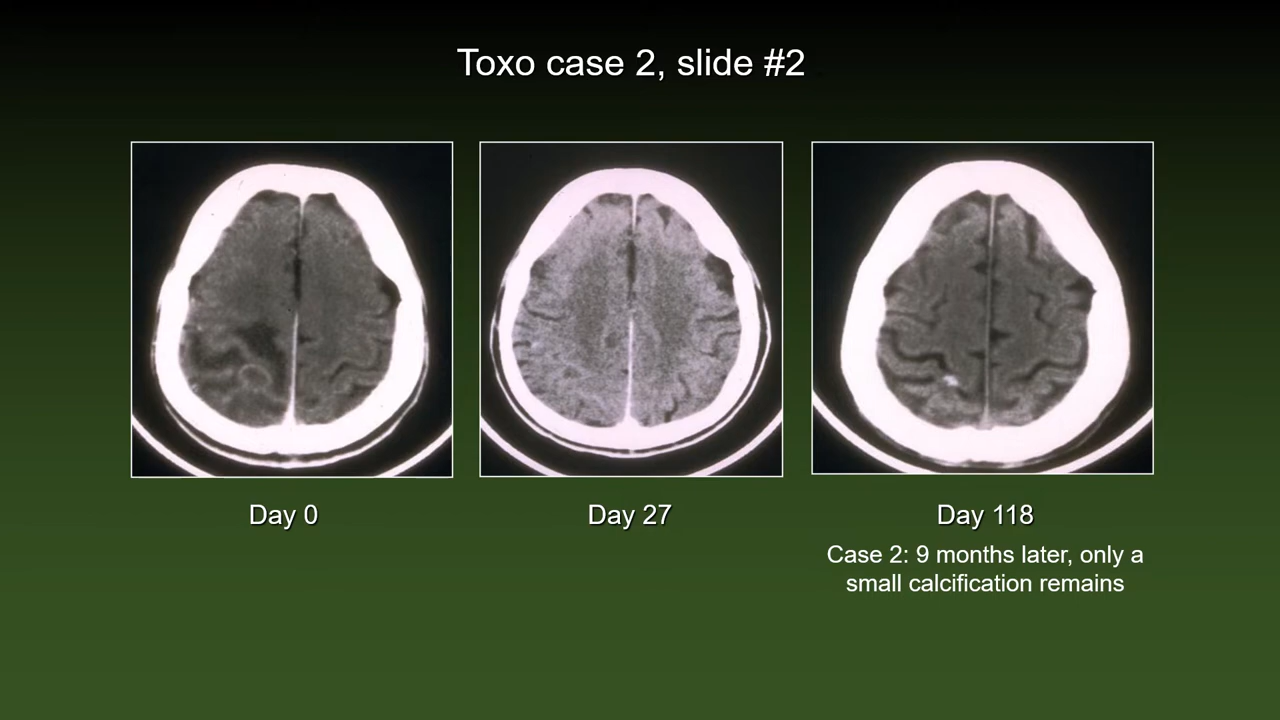 Toxo case 2, slide #2
Day 0
Day 27
Day 118
Case 2: 9 months later, only a
small calcification remains